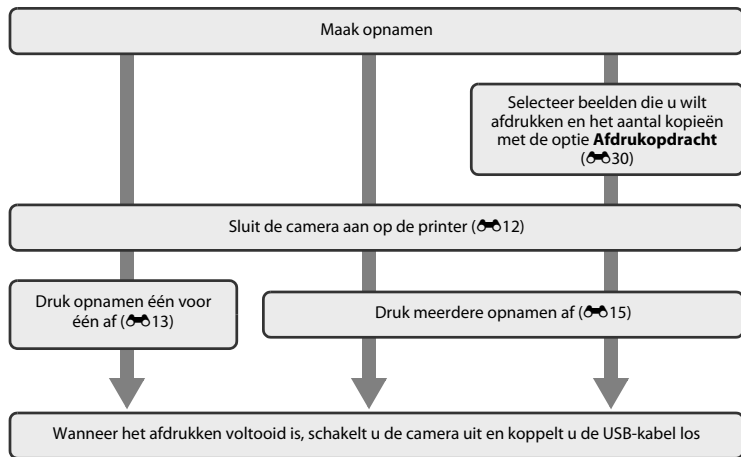 Maak opnamen
Selecteer beelden die u wilt
afdrukken en het aantal kopieën
met de optie Afdrukopdracht
(30)
Sluit de camera aan op de printer (12)
Druk opnamen één voor
één af (13)
Druk meerdere opnamen af (15)
Wanneer het afdrukken voltooid is, schakelt u de camera uit en koppelt u de USB-kabel los